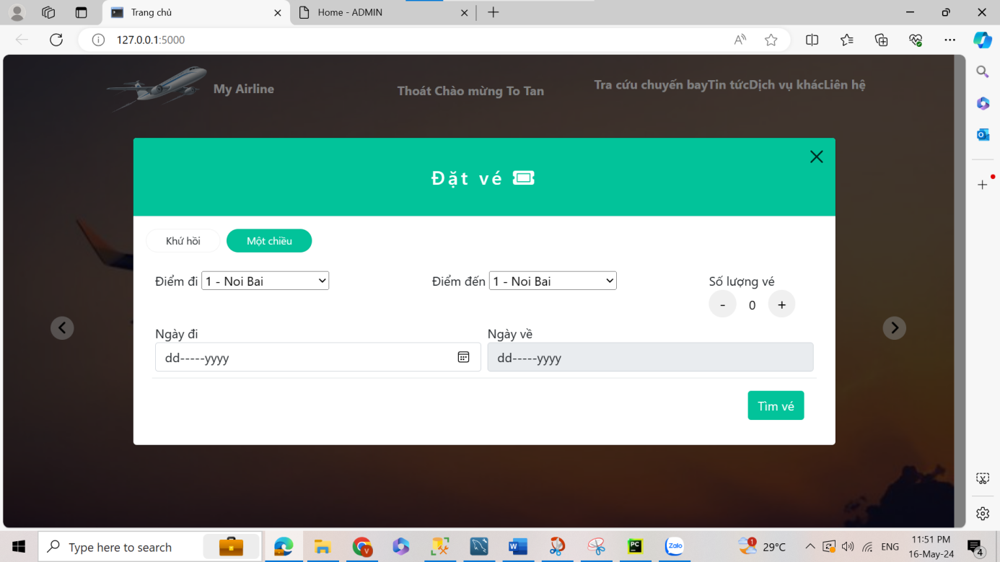 Trang chủ
Home - ADMIN
127.0.0.1:5000
My Airline
Thoát Chào mừng To Tan
Tra cứu chuyến bayTin tứcDịch vụ khácLiên hệ
Đặt vé
Khứ hồi
Một chiều
Điểm đi 1 - Noi Bai
Điểm đến 1 - Noi Bai
Số lượng vé
- 0 +
Ngày đi
Ngày về
dd-----yyyy
dd-----yyyy
Tìm vé
Type here to search
1
29°C
ENG
11:51 PM
16-May-24
4
PC
Zalo
V
W